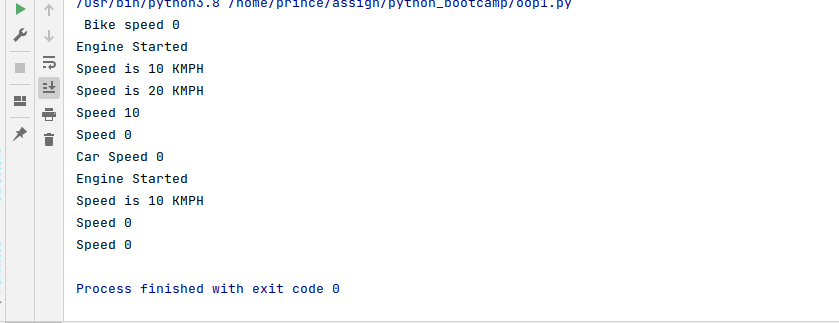 /usr/bin/python3.8 /home/prince/assign/python_bootcamp/oop1.py
Bike speed 0
Engine Started
Speed is 10 KMPH
Speed is 20 KMPH
Speed 10
Speed 0
Car Speed 0
Engine Started
Speed is 10 KMPH
Speed 0
Speed 0
Process finished with exit code 0